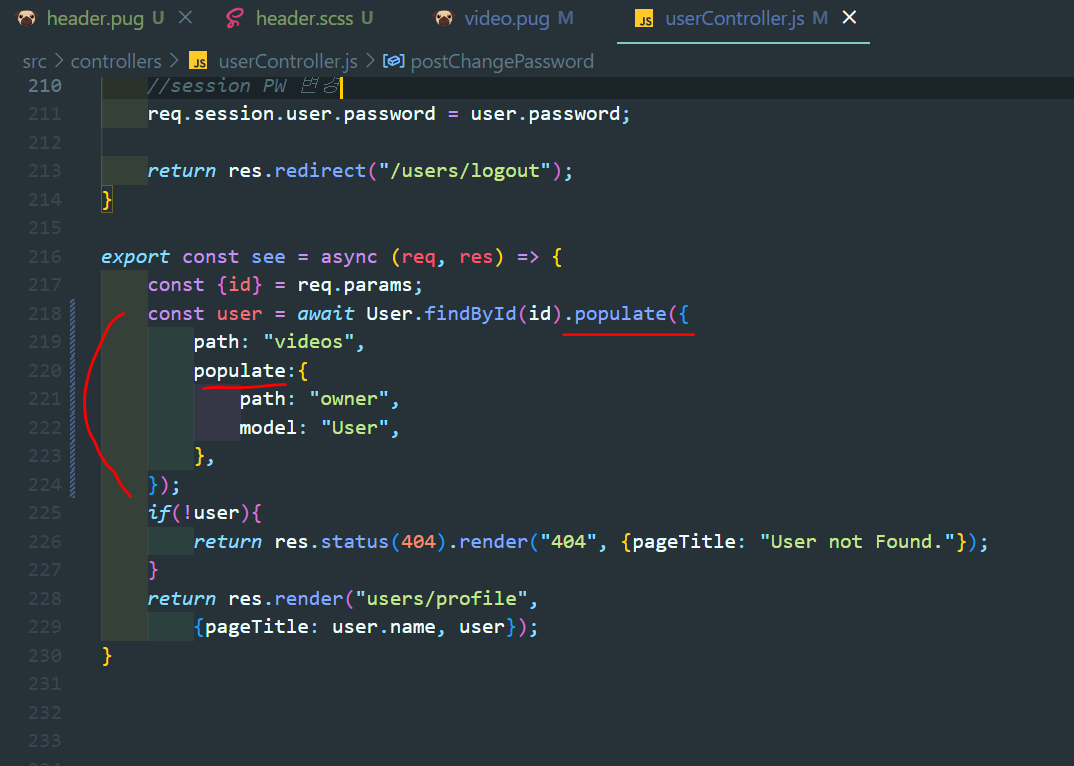 header.pug U
header.scss U
video.pug M
JS userController.js M
src > controllers > JS userController.js > postChangePassword
210 //session PW 변경
211 req.session.user.password = user.password;
212
213 return res.redirect("/users/logout");
214 }
215
216 export const see = async (req, res) => {
217 const {id} = req.params;
218 const user = await User.findById(id).populate({
219 path: "videos",
220 populate:{
221 path: "owner",
222 model: "User",
223 },
224 });
225 if(!user){
226 return res.status(404).render("404", {pageTitle: "User not Found."});
227 }
228 return res.render("users/profile",
229 {pageTitle: user.name, user});
230 }
231
232
233